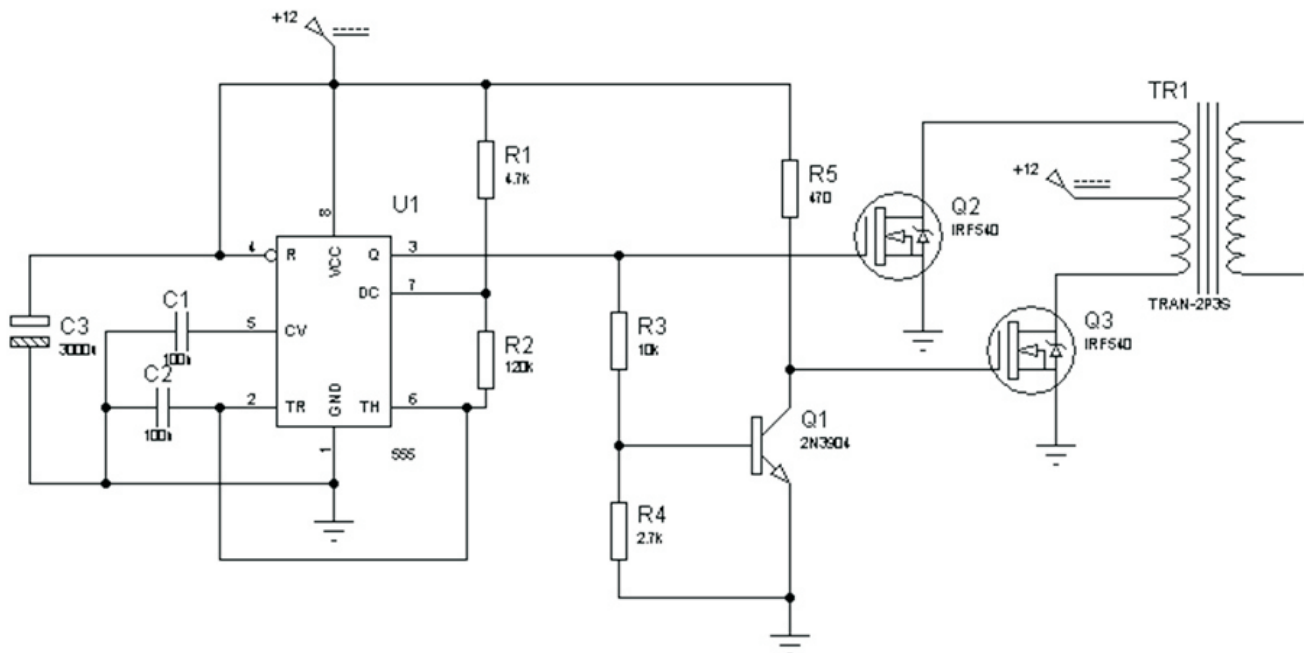 +12
TR1
R1
4.7k
R5
470
+12
U1
Q2
IRF540
8
4
R
VCC
Q
3
DC
7
TRAN-2P3S
C1
100n
5
CV
C3
3000u
R3
10k
R2
120k
Q3
IRF540
C2
100n
2
TR
GND
TH
6
1
555
Q1
2N3904
R4
2.7k